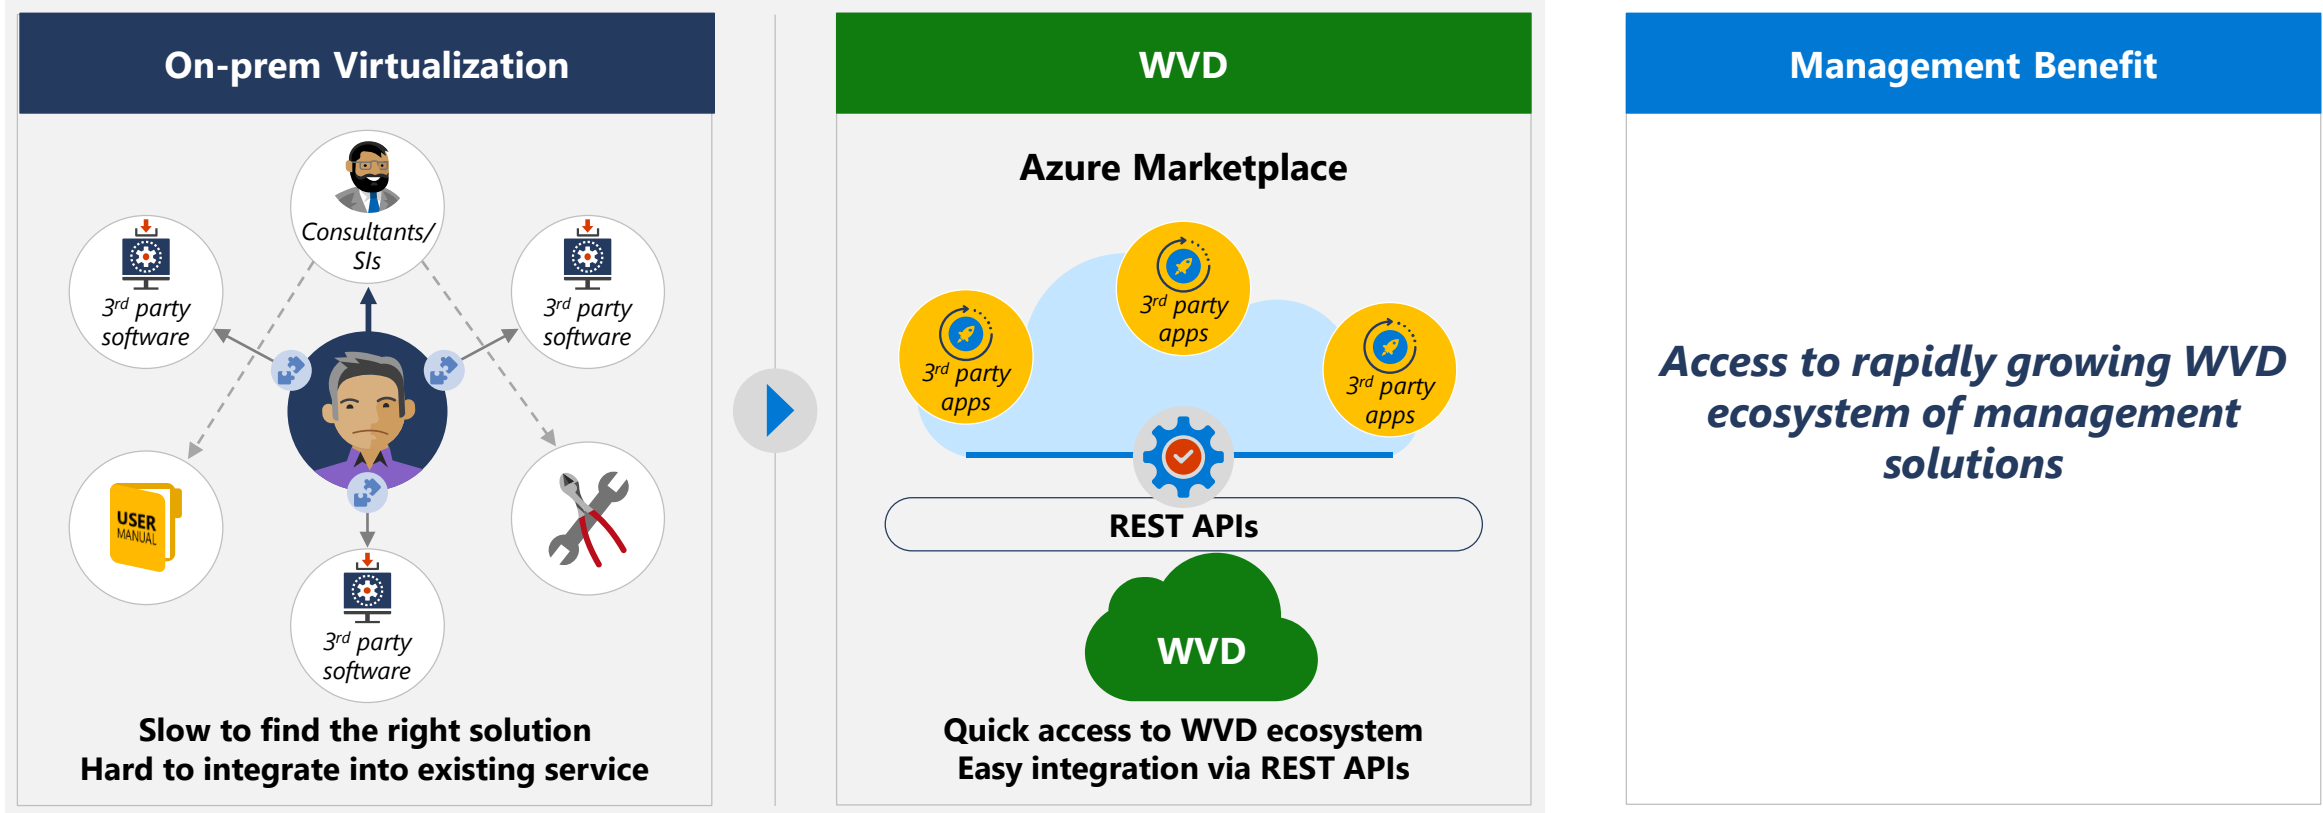 On-prem Virtualization
Consultants/
SIs
3rd party
software
3rd party
software
USER
MANUAL
3rd party
software
Slow to find the right solution
Hard to integrate into existing service
WVD
Azure Marketplace
3rd party
apps
3rd party
apps
3rd party
apps
REST APIs
WVD
Quick access to WVD ecosystem
Easy integration via REST APIs
Management Benefit
Access to rapidly growing WVD
ecosystem of management
solutions